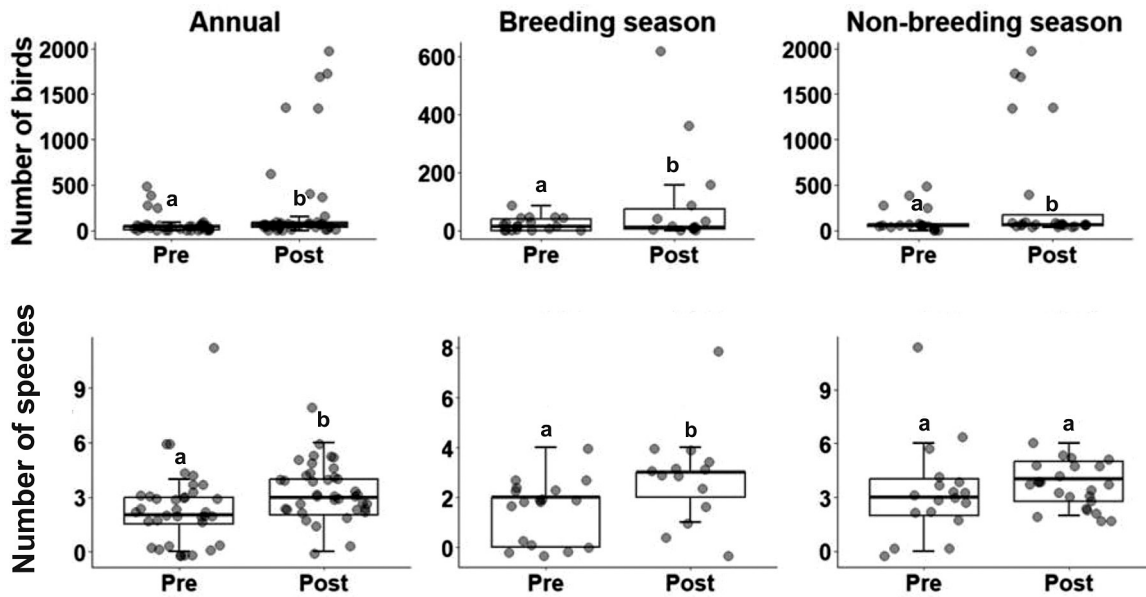 Annual
Breeding season
Non-breeding season
Number of birds
2000
1500
1000
500
0
a
b
Pre
Post
600
400
200
0
a
b
Pre
Post
2000
1500
1000
500
0
a
b
Pre
Post
Number of species
9
6
3
0
a
b
Pre
Post
8
6
4
2
0
a
b
Pre
Post
9
6
3
0
a
a
Pre
Post